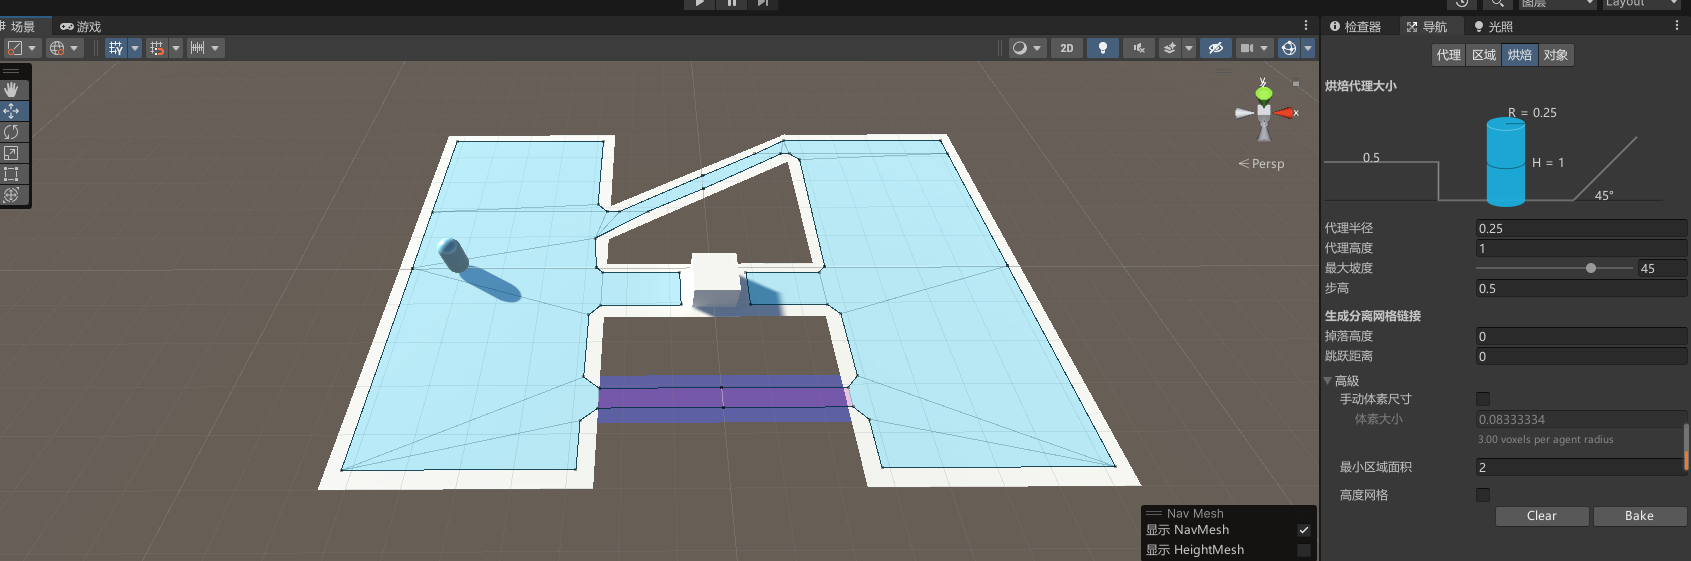 图层
Layout
场景
游戏
检查器
导航
光照
2D
代理
区域
烘焙
对象
烘焙代理大小
y
x
Persp
R = 0.25
0.5
H = 1
45°
代理半径
0.25
代理高度
1
最大坡度
45
步高
0.5
生成分离网格链接
掉落高度
0
跳跃距离
0
高级
手动体素尺寸
体素大小
0.08333334
3.00 voxels per agent radius
最小区域面积
2
高度网格
Clear
Bake
Nav Mesh
显示 NavMesh
显示 HeightMesh